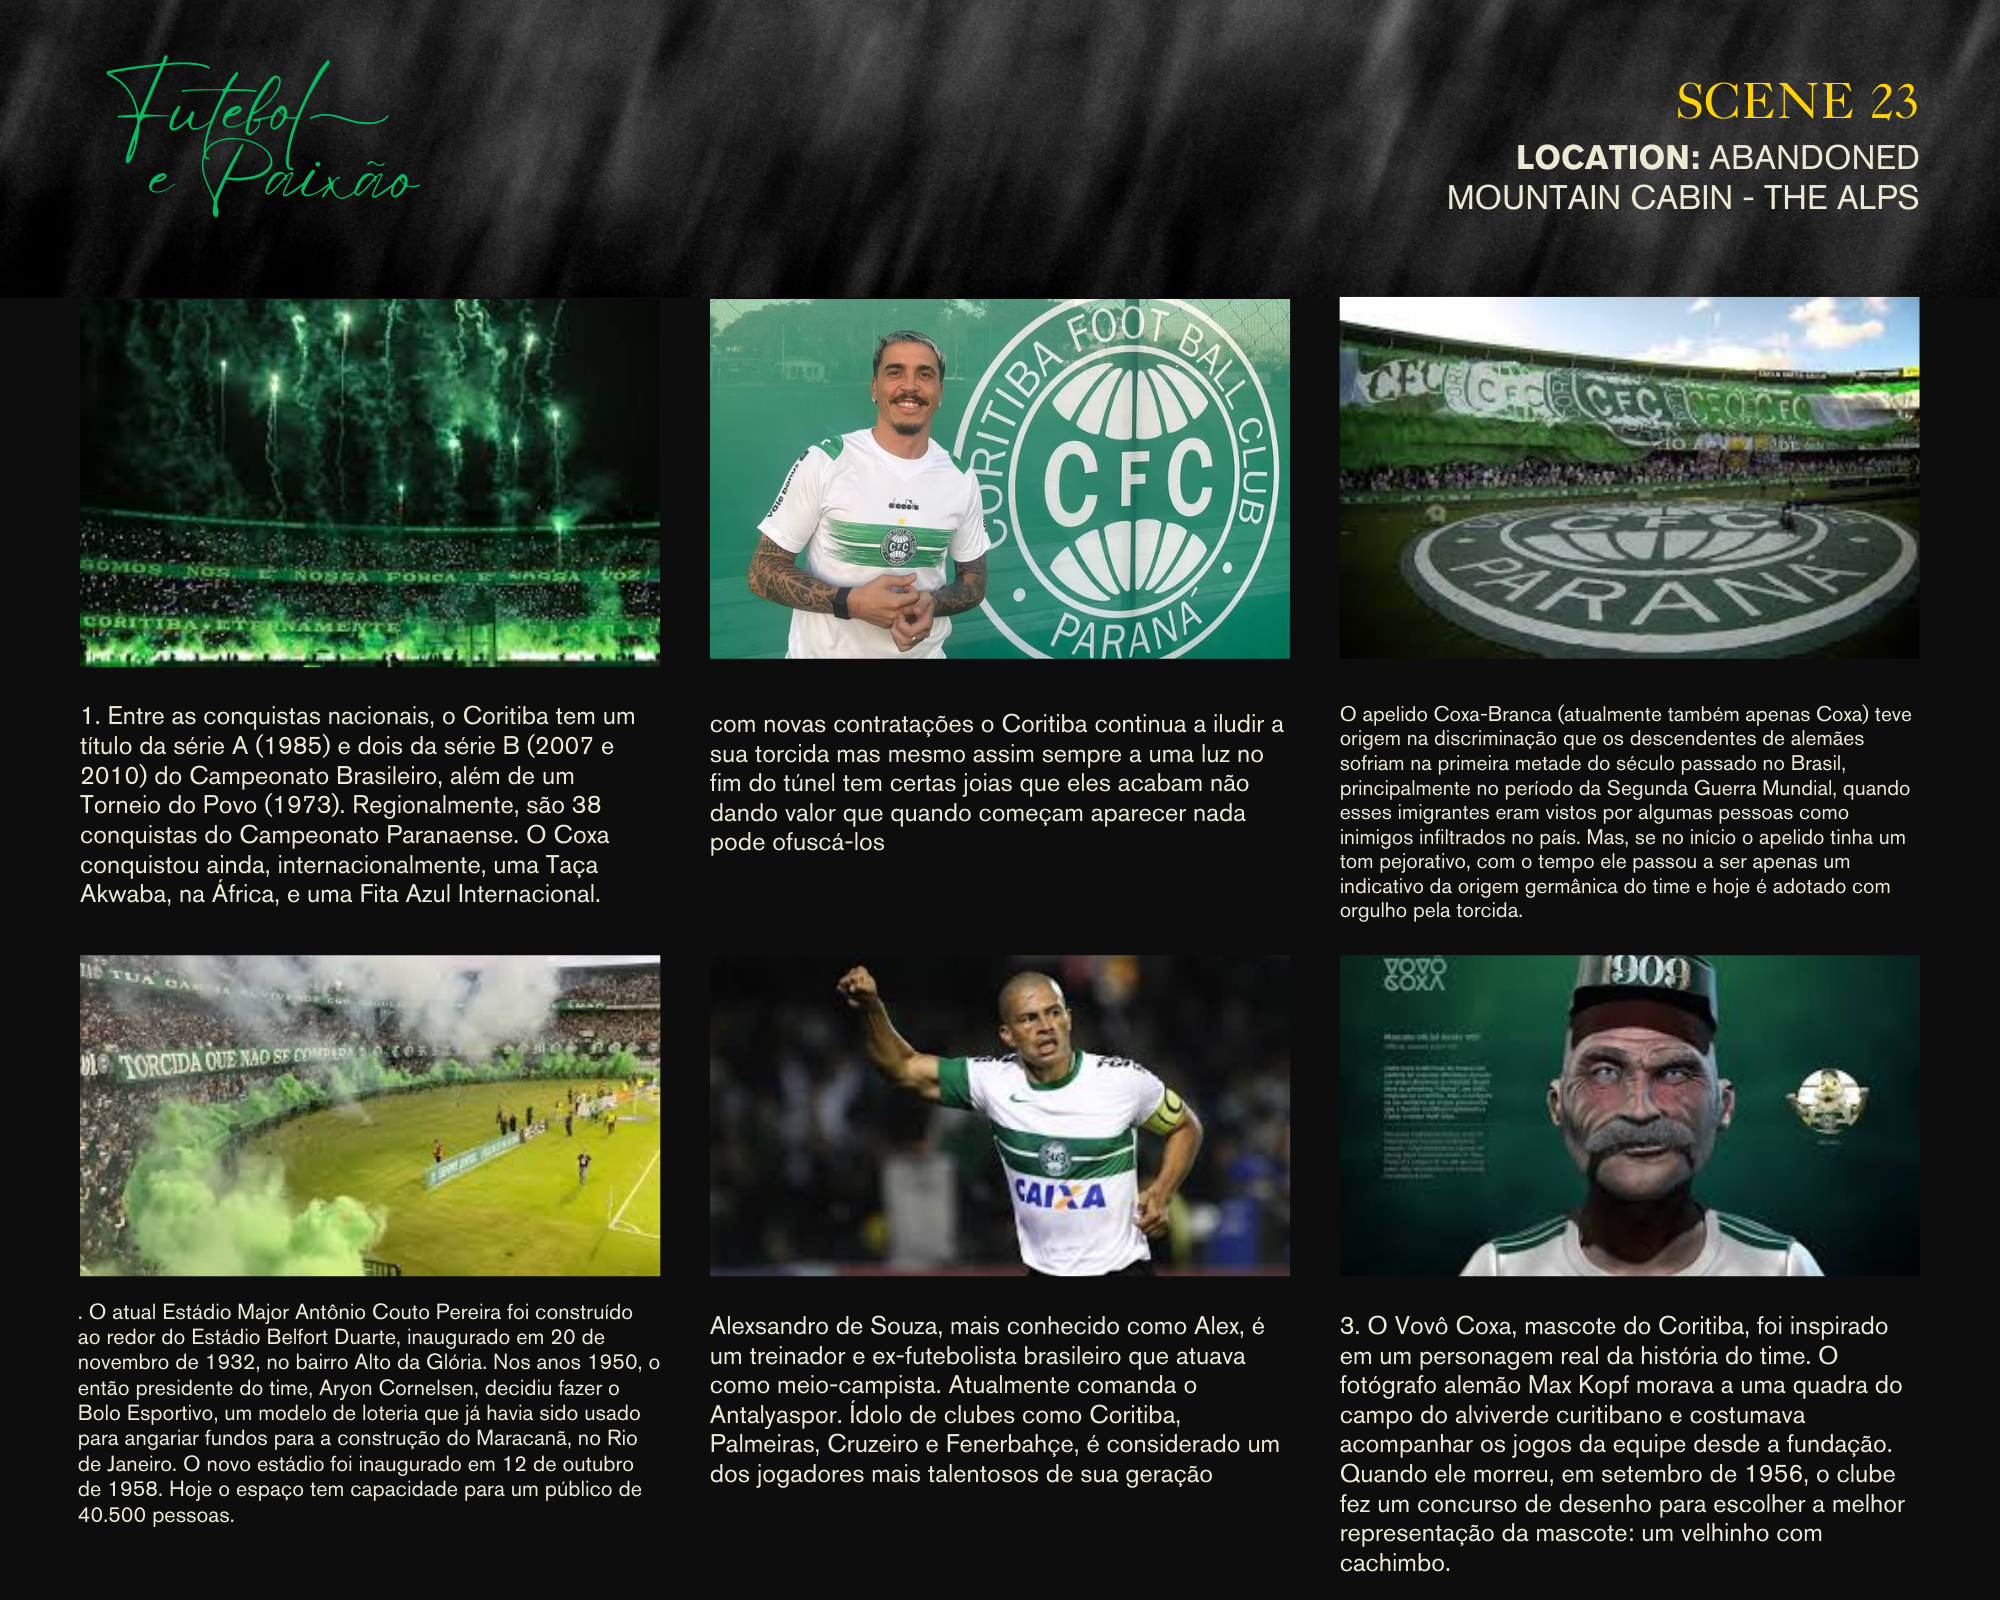 Futebol
e Paixão
SCENE 23
LOCATION: ABANDONED
MOUNTAIN CABIN - THE ALPS
SOMOS NÓS E NOSSA FORÇA E NOSSA VOZ
CORITIBA ETERNAMENTE
CORITIBA FOOT BALL CLUB
CFC
PARANÁ
diadora
CFC
CFC CFC CFC CFC CFC
CFC
PARANÁ
1. Entre as conquistas nacionais, o Coritiba tem um
título da série A (1985) e dois da série B (2007 e
2010) do Campeonato Brasileiro, além de um
Torneio do Povo (1973). Regionalmente, são 38
conquistas do Campeonato Paranaense. O Coxa
conquistou ainda, internacionalmente, uma Taça
Akwaba, na África, e uma Fita Azul Internacional.
com novas contratações o Coritiba continua a iludir a
sua torcida mas mesmo assim sempre a uma luz no
fim do túnel tem certas joias que eles acabam não
dando valor que quando começam aparecer nada
pode ofuscá-los
O apelido Coxa-Branca (atualmente também apenas Coxa) teve
origem na discriminação que os descendentes de alemães
sofriam na primeira metade do século passado no Brasil,
principalmente no período da Segunda Guerra Mundial, quando
esses imigrantes eram vistos por algumas pessoas como
inimigos infiltrados no país. Mas, se no início o apelido tinha um
tom pejorativo, com o tempo ele passou a ser apenas um
indicativo da origem germânica do time e hoje é adotado com
orgulho pela torcida.
TUA
TORCIDA QUE NÃO SE COMPARA
SOMOS NÓS
CAIXA
VOVÔ
COXA
1909
. O atual Estádio Major Antônio Couto Pereira foi construído
ao redor do Estádio Belfort Duarte, inaugurado em 20 de
novembro de 1932, no bairro Alto da Glória. Nos anos 1950, o
então presidente do time, Aryon Cornelsen, decidiu fazer o
Bolo Esportivo, um modelo de loteria que já havia sido usado
para angariar fundos para a construção do Maracanã, no Rio
de Janeiro. O novo estádio foi inaugurado em 12 de outubro
de 1958. Hoje o espaço tem capacidade para um público de
40.500 pessoas.
Alexsandro de Souza, mais conhecido como Alex, é
um treinador e ex-futebolista brasileiro que atuava
como meio-campista. Atualmente comanda o
Antalyaspor. Ídolo de clubes como Coritiba,
Palmeiras, Cruzeiro e Fenerbahçe, é considerado um
dos jogadores mais talentosos de sua geração
3. O Vovô Coxa, mascote do Coritiba, foi inspirado
em um personagem real da história do time. O
fotógrafo alemão Max Kopf morava a uma quadra do
campo do alviverde curitibano e costumava
acompanhar os jogos da equipe desde a fundação.
Quando ele morreu, em setembro de 1956, o clube
fez um concurso de desenho para escolher a melhor
representação da mascote: um velhinho com
cachimbo.